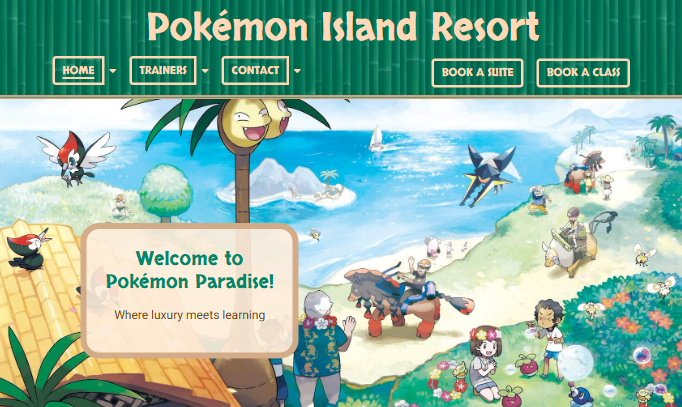 Pokémon Island Resort
HOME TRAINERS CONTACT BOOK A SUITE BOOK A CLASS
Welcome to
Pokémon Paradise!
Where luxury meets learning